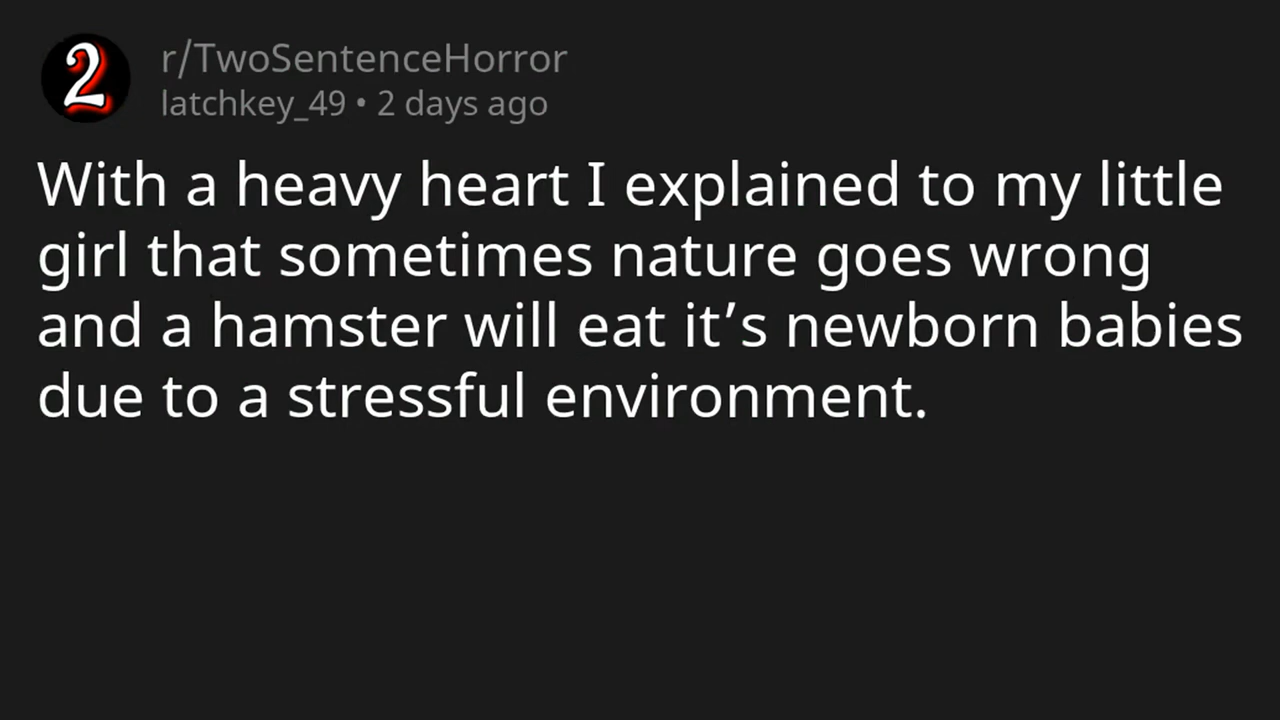 2
r/TwoSentenceHorror
latchkey_49 • 2 days ago
With a heavy heart I explained to my little
girl that sometimes nature goes wrong
and a hamster will eat it’s newborn babies
due to a stressful environment.